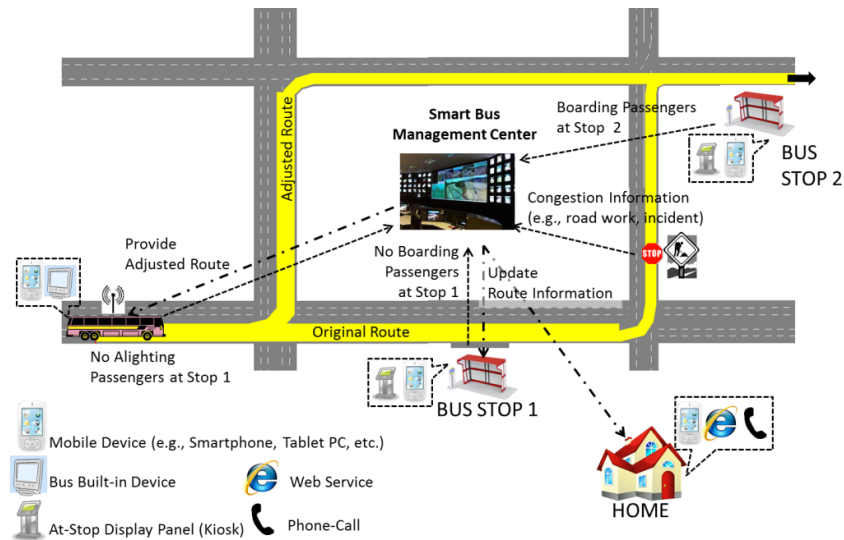 Smart Bus
Management Center
Boarding Passengers
at Stop 2
BUS
STOP 2
Adjusted Route
Congestion Information
(e.g., road work, incident)
STOP
Provide
Adjusted Route
No Boarding
Passengers
at Stop 1
Update
Route Information
Original Route
No Alighting
Passengers at Stop 1
BUS STOP 1
Mobile Device (e.g., Smartphone, Tablet PC, etc.)
Bus Built-in Device
Web Service
At-Stop Display Panel (Kiosk)
Phone-Call
HOME